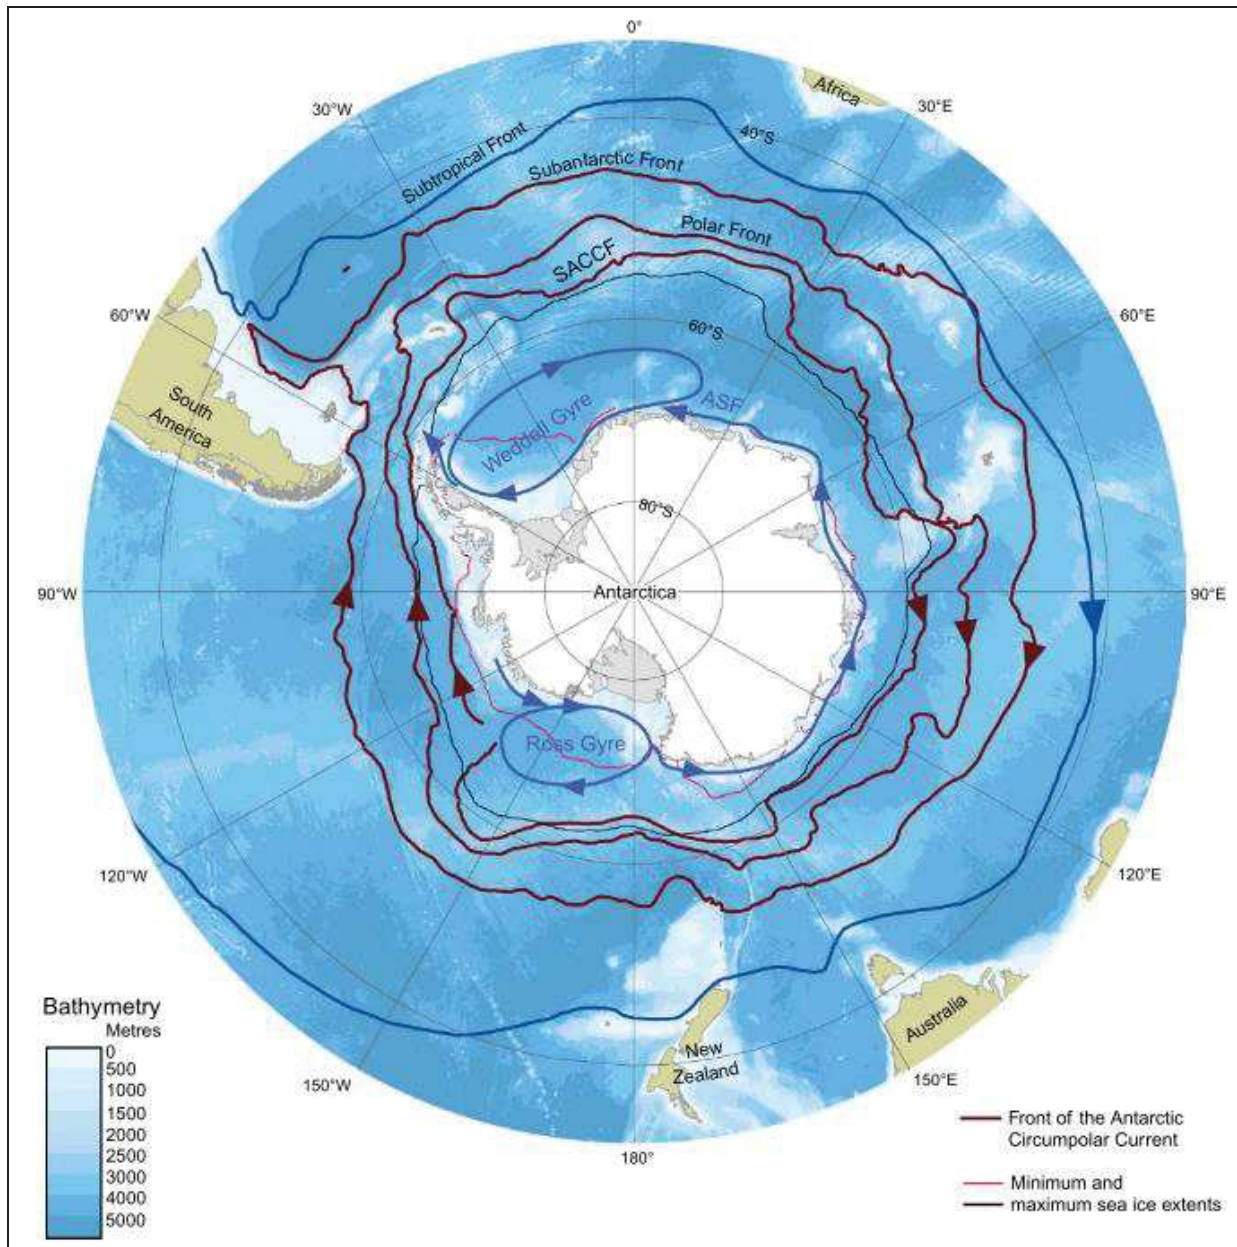 0°
30°W
30°E
Africa
40°S
Subtropical Front
Subantarctic Front
Polar Front
SACCF
60°W
60°E
60°S
South
America
Weddell Gyre
ASF
80°S
90°W
Antarctica
90°E
Ross Gyre
120°W
120°E
Australia
New
Zealand
150°W
150°E
180°
Bathymetry
Metres
0
500
1000
1500
2000
2500
3000
4000
5000
Front of the Antarctic
Circumpolar Current
Minimum and
maximum sea ice extents